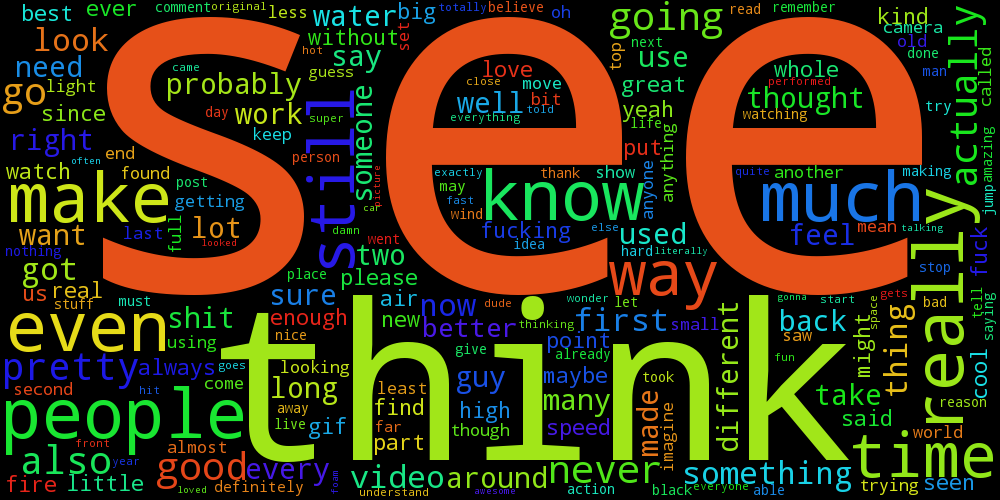 see
think
people
make
know
much
even
time
really
way
still
going
never
something
good
also
pretty
go
look
need
right
want
got
water
big
say
without
probably
work
since
best
ever
comment
original
less
totally
believe
oh
set
hot
guess
light
came
day
super
keep
person
someone
love
close
move
told
well
bit
everything
top
next
use
great
yeah
life
put
read
remember
whole
performed
thought
watching
kind
camera
old
done
man
try
called
actually
amazing
jump
making
talking
watch
often
end
found
post
getting
last
full
lot
looked
nothing
us
real
stuff
must
shit
using
always
second
come
goes
hit
front
almost
year
fire
little
every
definitely
loved
foam
picture
car
damn
went
two
place
please
sure
enough
nice
air
new
now
better
dude
thinking
give
looking
long
away
live
gif
least
find
far
part
guy
high
though
video
around
understand
awesome
action
speed
many
maybe
already
point
first
wonder
let
small
took
made
imagine
different
black
everyone
able
exactly
may
fast
wind
fucking
idea
else
thank
show
anyone
anything
used
hard
literally
quite
another
feel
mean
stop
fuck
tell
saying
gonna
start
space
gets
bad
back
saw
fun
might
thing
cool
take
said
reason
world
trying
seen